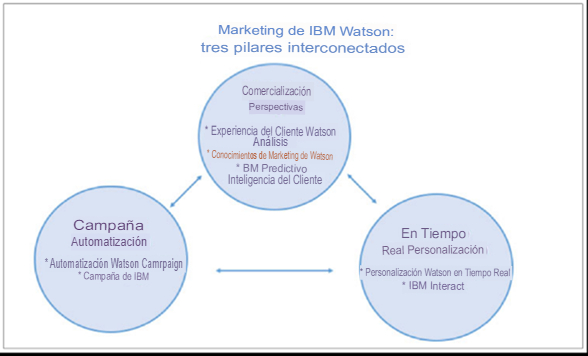 Marketing de IBM Watson:
tres pilares interconectados
Comercialización
Perspectivas
* Experiencia del Cliente Watson
Análisis
* Conocimientos de Marketing de Watson
* BM Predictivo
Inteligencia del Cliente
Campaña
Automatización
* Automatización Watson Camrpaign
* Campaña de IBM
En Tiempo
Real Personalización
* Personalización Watson en Tiempo Real
* IBM Interact